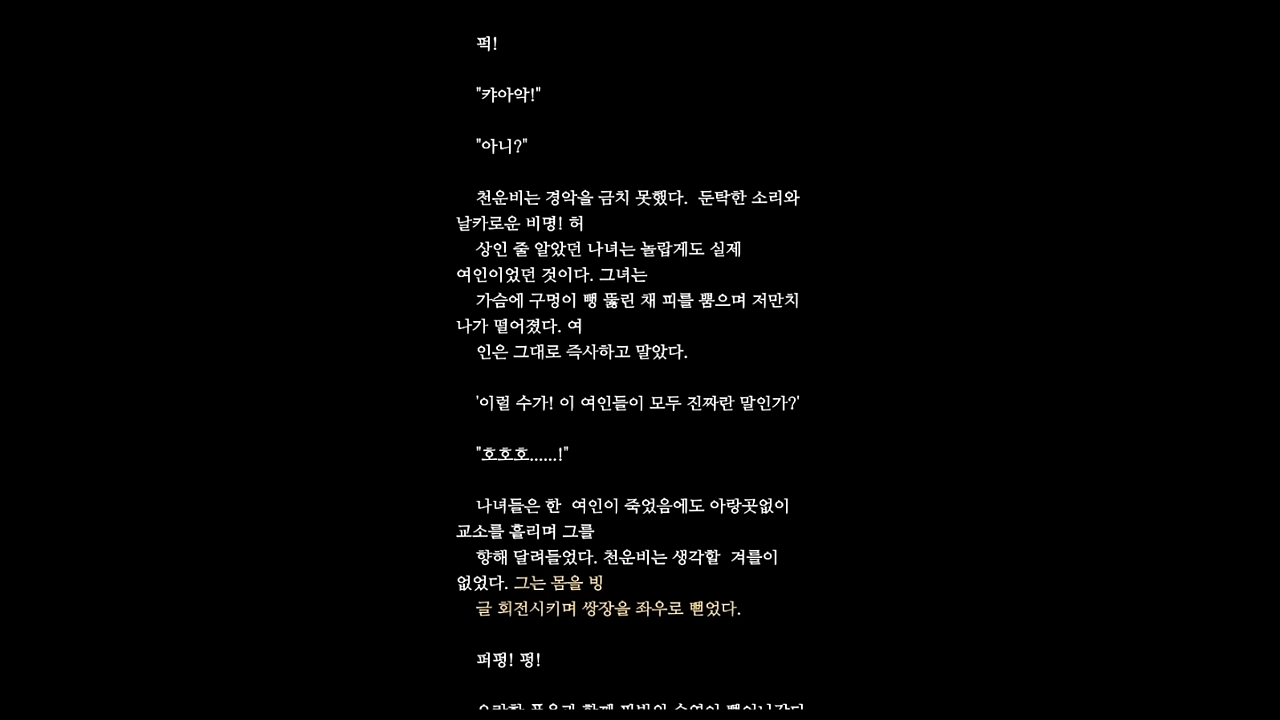 퍽!
"캬아악!"
"아니?"
천운비는 경악을 금치 못했다.  둔탁한 소리와
날카로운 비명! 허
상인 줄 알았던 나녀는 놀랍게도 실제
여인이었던 것이다. 그녀는
가슴에 구멍이 뻥 뚫린 채 피를 뿜으며 저만치
나가 떨어졌다. 여
인은 그대로 즉사하고 말았다.
'이럴 수가! 이 여인들이 모두 진짜란 말인가?'
"호호호......!"
나녀들은 한  여인이 죽었음에도 아랑곳없이
교소를 흘리며 그를
향해 달려들었다. 천운비는 생각할  겨를이
없었다. 그는 몸을 빙
글 회전시키며 쌍장을 좌우로 뻗었다.
퍼펑! 펑!